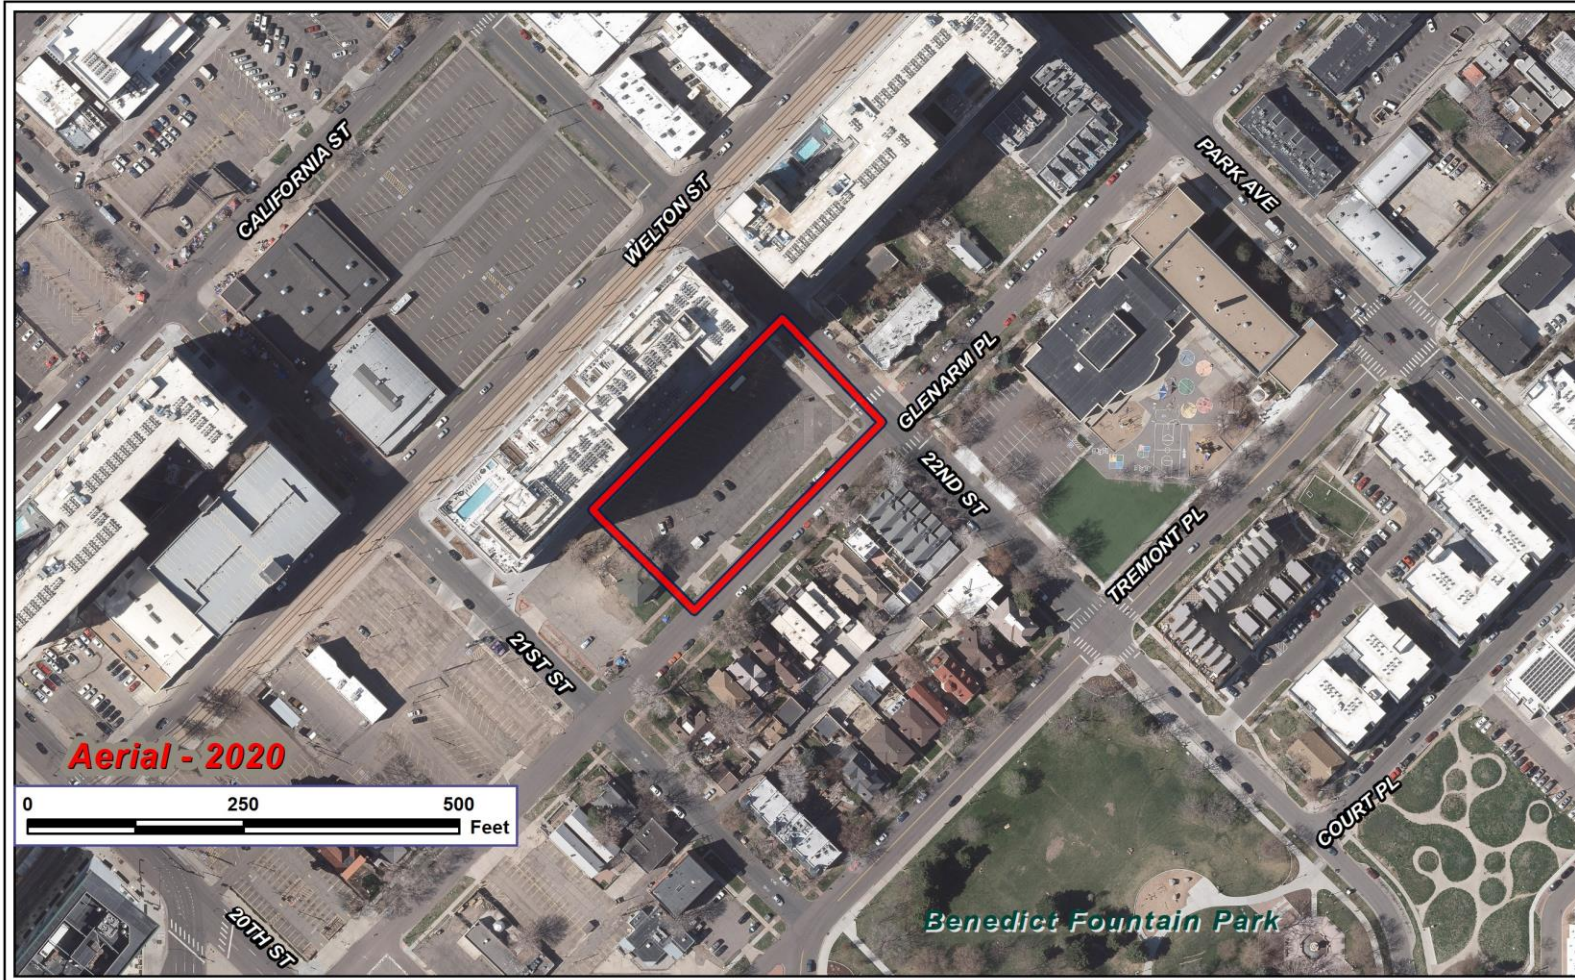 CALIFORNIA ST
WELTON ST
PARK AVE
GLENARM PL
22ND ST
TREMONT PL
21ST ST
Aerial - 2020
0 250 500
Feet
COURT PL
20TH ST
Benedict Fountain Park